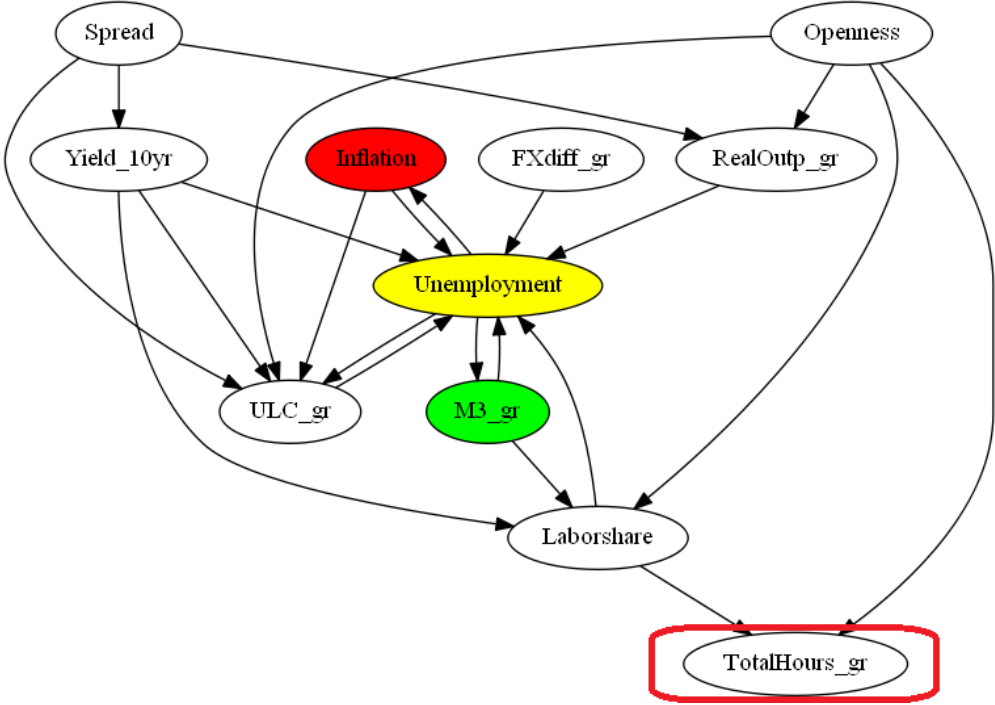 Spread
Openness
Yield_10yr
Inflation
FXdiff_gr
RealOutp_gr
Unemployment
ULC_gr
M3_gr
Laborshare
TotalHours_gr